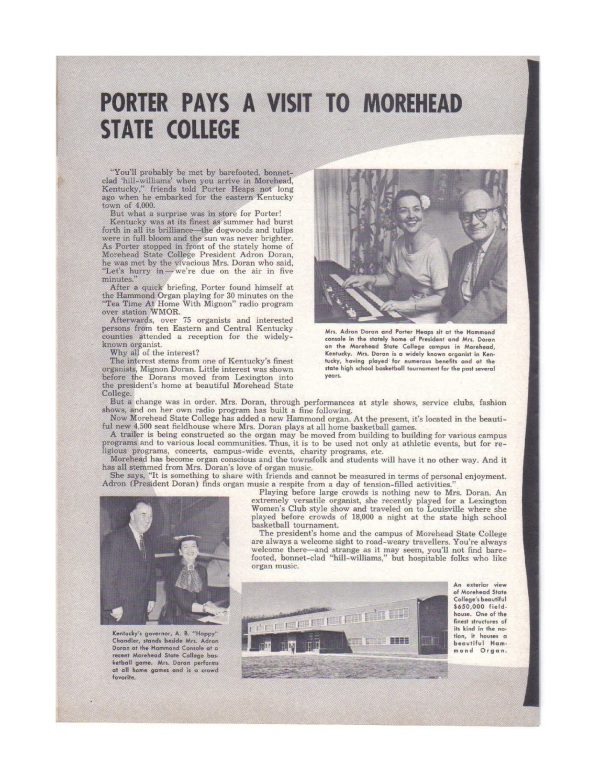 PORTER PAYS A VISIT TO MOREHEAD
STATE COLLEGE
"You'll probably be met by barefooted, bonnet-
clad 'hill-williams' when you arrive in Morehead,
Kentucky," friends told Porter Heaps not long
ago when he embarked for the eastern Kentucky
town of 4,000.
But what a surprise was in store for Porter!
Kentucky was at its finest as summer had burst
forth in all its brilliance—the dogwoods and tulips
were in full bloom and the sun was never brighter.
As Porter stopped in front of the stately home of
Morehead State College President Adron Doran,
he was met by the vivacious Mrs. Doran who said,
"Let's hurry in—we're due on the air in five
minutes."
After a quick briefing, Porter found himself at
the Hammond Organ playing for 30 minutes on the
"Tea Time At Home With Mignon" radio program
over station WMOR.
Afterwards, over 75 organists and interested
persons from ten Eastern and Central Kentucky
counties attended a reception for the widely-
known organist.
Why all of the interest?
The interest stems from one of Kentucky's finest
organists, Mignon Doran. Little interest was shown
before the Dorans moved from Lexington into
the president's home at beautiful Morehead State
College.
But a change was in order. Mrs. Doran, through performances at style shows, service clubs, fashion
shows, and on her own radio program has built a fine following.
Now Morehead State College has added a new Hammond organ. At the present, it's located in the beauti-
ful new 4,500 seat fieldhouse where Mrs. Doran plays at all home basketball games.
A trailer is being constructed so the organ may be moved from building to building for various campus
programs and to various local communities. Thus, it is to be used not only at athletic events, but for re-
ligious programs, concerts, campus-wide events, charity programs, etc.
Morehead has become organ conscious and the townsfolk and students will have it no other way. And it
has all stemmed from Mrs. Doran's love of organ music.
She says, "It is something to share with friends and cannot be measured in terms of personal enjoyment.
Adron (President Doran) finds organ music a respite from a day of tension-filled activities."
Playing before large crowds is nothing new to Mrs. Doran. An
extremely versatile organist, she recently played for a Lexington
Women's Club style show and traveled on to Louisville where she
played before crowds of 18,000 a night at the state high school
basketball tournament.
The president's home and the campus of Morehead State College
are always a welcome sight to road-weary travellers. You're always
welcome there—and strange as it may seem, you'll not find bare-
footed, bonnet-clad "hill-williams," but hospitable folks who like
organ music.
Mrs. Adron Doran and Porter Heaps sit at the Hammond
console in the stately home of President and Mrs. Doran
on the Morehead State College campus in Morehead,
Kentucky. Mrs. Doran is a widely known organist in Ken-
tucky, having played for numerous benefits and at the
state high school basketball tournament for the past several
years.
Kentucky's governor, A. B. "Happy"
Chandler, stands beside Mrs. Adron
Doran at the Hammond Console at a
recent Morehead State College bas-
ketball game. Mrs. Doran performs
at all home games and is a crowd
favorite.
An exterior view
of Morehead State
College's beautiful
$650,000 field-
house. One of the
finest structures of
its kind in the na-
tion, it houses a
beautiful Ham-
mond Organ.